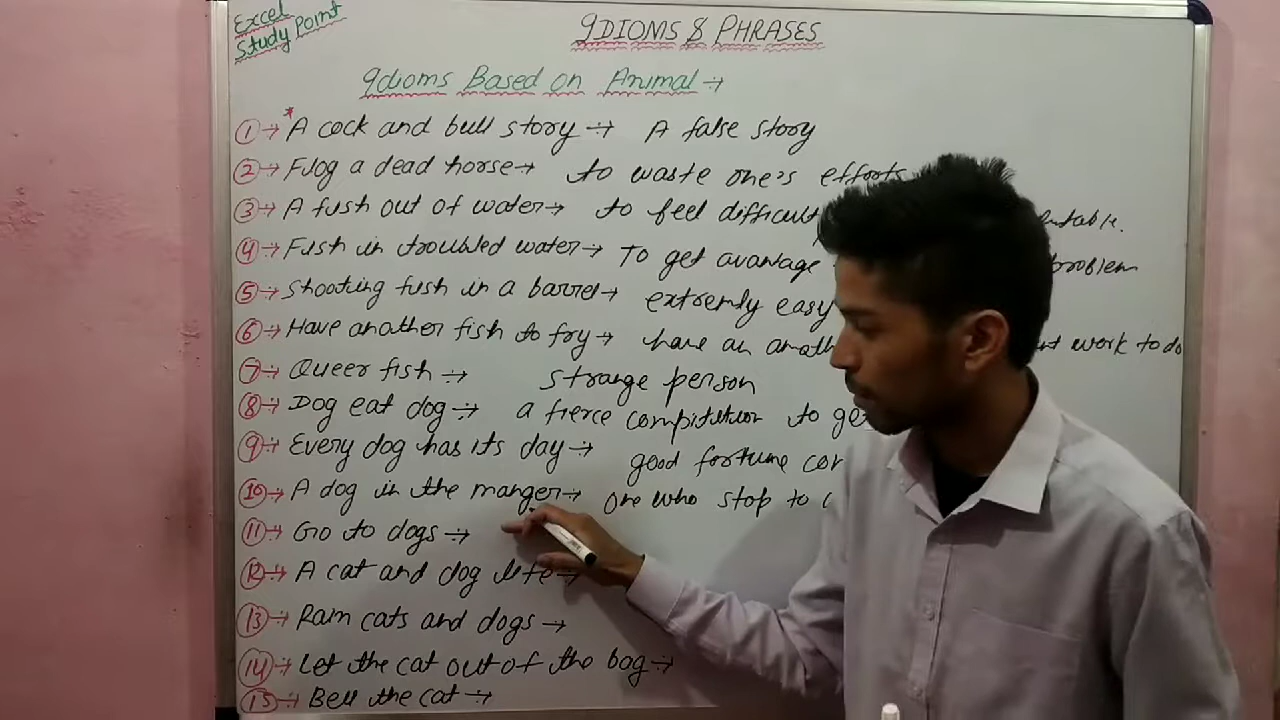 Excel
Study Point
Idioms & Phrases
Idioms Based on Animal →
1 → * A cock and bull story → A false story
2 → Flog a dead horse → to waste one's efforts
3 → A fish out of water → to feel difficult
4 → Fish in troubled water → To get avantage problem
5 → Shooting fish in a barrel → extremly easy
6 → Have another fish to fry → have an work to do
7 → Queer fish → strange person
8 → Dog eat dog → a fierce compitition to
9 → Every dog has its day → good fortune
10 → A dog in the manger → One who stop to
11 → Go to dogs →
12 → A cat and dog life →
13 → Rain cats and dogs →
14 → Let the cat out of the bag →
15 → Bell the cat →